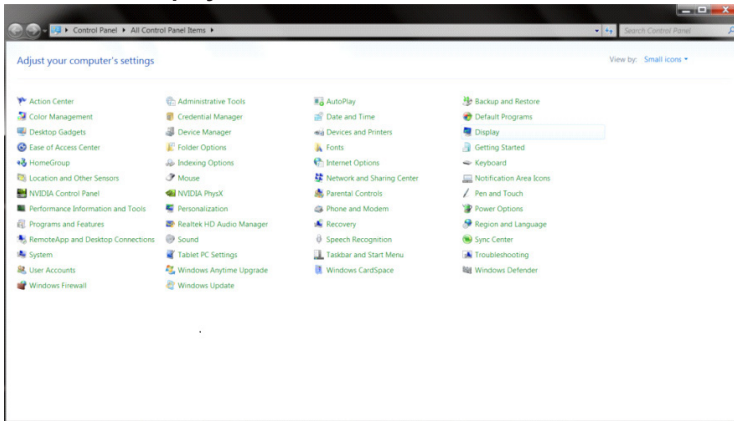 Control Panel ▸ All Control Panel Items ▸
Search Control Panel
Adjust your computer's settings
View by: Small icons
Action Center Administrative Tools AutoPlay Backup and Restore
Color Management Credential Manager Date and Time Default Programs
Desktop Gadgets Device Manager Devices and Printers Display
Ease of Access Center Folder Options Fonts Getting Started
HomeGroup Indexing Options Internet Options Keyboard
Location and Other Sensors Mouse Network and Sharing Center Notification Area Icons
NVIDIA Control Panel NVIDIA PhysX Parental Controls Pen and Touch
Performance Information and Tools Personalization Phone and Modem Power Options
Programs and Features Realtek HD Audio Manager Recovery Region and Language
RemoteApp and Desktop Connections Sound Speech Recognition Sync Center
System Tablet PC Settings Taskbar and Start Menu Troubleshooting
User Accounts Windows Anytime Upgrade Windows CardSpace Windows Defender
Windows Firewall Windows Update